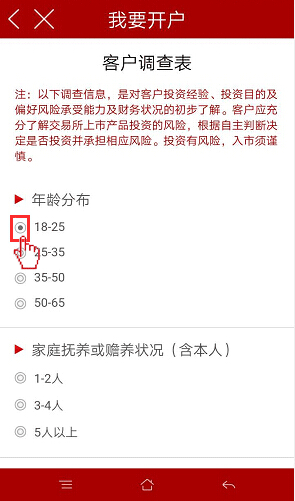 我要开户
客户调查表
注：以下调查信息，是对客户投资经验、投资目的及
偏好风险承受能力及财务状况的初步了解。客户应充
分了解交易所上市产品投资的风险，根据自主判断决
定是否投资并承担相应风险。投资有风险，入市须谨
慎。
年龄分布
18-25
25-35
35-50
50-65
家庭抚养或赡养状况（含本人）
1-2人
3-4人
5人以上